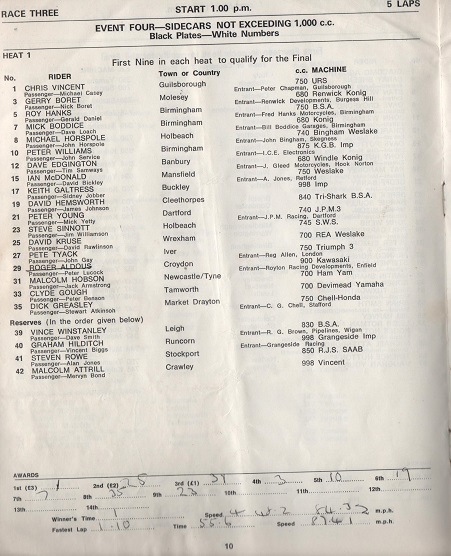 RACE THREE START 1.00 p.m. 5 LAPS
EVENT FOUR—SIDECARS NOT EXCEEDING 1,000 c.c.
Black Plates—White Numbers
HEAT 1
First Nine in each heat to qualify for the Final
No. RIDER Town or Country c.c. MACHINE
1 CHRIS VINCENT Guilsborough 750 URS
Passenger—Michael Casey Entrant—Peter Chapman, Guilsborough
3 GERRY BORET Molesey 680 Renwick Konig
Passenger—Nick Boret Entrant—Renwick Developments, Surgess Hill
5 ROY HANKS Birmingham 750 B.S.A.
Passenger—Gerald Daniel Entrant—Fred Hanks Motorcycles, Birmingham
7 MICK BODDICE Birmingham 680 Konig
Passenger—Dave Loach Entrant—Bill Boddice Garages, Birmingham
8 MICHAEL HORSPOLE Holbeach 740 Bingham Weslake
Passenger—John Horspole Entrant—John Bingham, Skegness
10 PETER WILLIAMS Birmingham 875 K.G.B. Imp
Passenger—John Service Entrant—I.C.E. Electronics
12 DAVE EDGINGTON Banbury 680 Windle Konig
Passenger—Tim Samways Entrant—J. Gleed Motorcycles, Hook Norton
15 IAN McDONALD Mansfield 750 Weslake
Passenger—David Bickley Entrant—A. Jones, Retford
17 KEITH GALTRESS Buckley 998 Imp
Passenger—Sidney Jobber
19 DAVID HEMSWORTH Cleethorpes 840 Tri-Shark B.S.A.
Passenger—James Johnson
21 PETER YOUNG Dartford 740 J.P.M.3
Passenger—Mick Yetty Entrant—J.P.M. Racing, Dartford
23 STEVE SINNOTT Holbeach 745 S.W.S.
Passenger—Jim Williamson
25 DAVID KRUSE Wrexham 700 REA Weslake
Passenger—David Rawlinson
27 PETE TYACK Iver 750 Triumph 3
Passenger—John Gay Entrant—Reg Allen, London
29 ROGER ALDOUS Croydon 900 Kawasaki
Passenger—Peter Lucock Entrant—Royton Racing Developments, Enfield
31 MALCOLM HOBSON Newcastle/Tyne 700 Ham Yam
Passenger—Jack Armstrong
33 CLYDE GOUGH Tamworth 700 Devimead Yamaha
Passenger—Peter Benson
35 DICK GREASLEY Market Drayton 750 Chell-Honda
Passenger—Stewart Atkinson Entrant—C. G. Chell, Stafford
Reserves (In the order given below)
39 VINCE WINSTANLEY Leigh 830 B.S.A.
Passenger—Dave Smith Entrant—R. G. Brown, Pipelines, Wigan
40 GRAHAM HILDITCH Runcorn 998 Grangeside Imp
Passenger—Vincent Biggs Entrant—Grangeside Racing
41 STEVEN ROWE Stockport 850 R.J.S. SAAB
Passenger—Alan Jones
42 MALCOLM ATTRILL Crawley 998 Vincent
Passenger—Mervyn Bond
AWARDS
1st (£3) 1 2nd (£2) 3rd (£1) 31 4th 3 5th 10 6th 19
7th 7 8th 35 9th 23 10th 11th 12th
13th 14th
Winner's Time Speed m.p.h.
Fastest Lap 1.10 Time 55.6 Speed m.p.h.
10